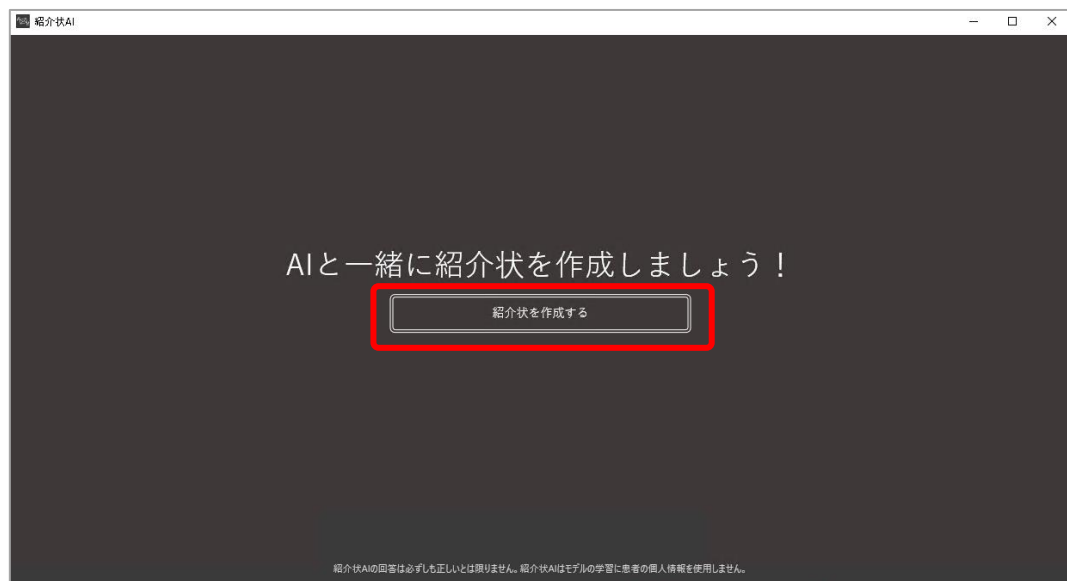 紹介状AI
AIと一緒に紹介状を作成しましょう！
紹介状を作成する
紹介状AIの回答は必ずしも正しいとは限りません。紹介状AIはモデルの学習に患者の個人情報を使用しません。